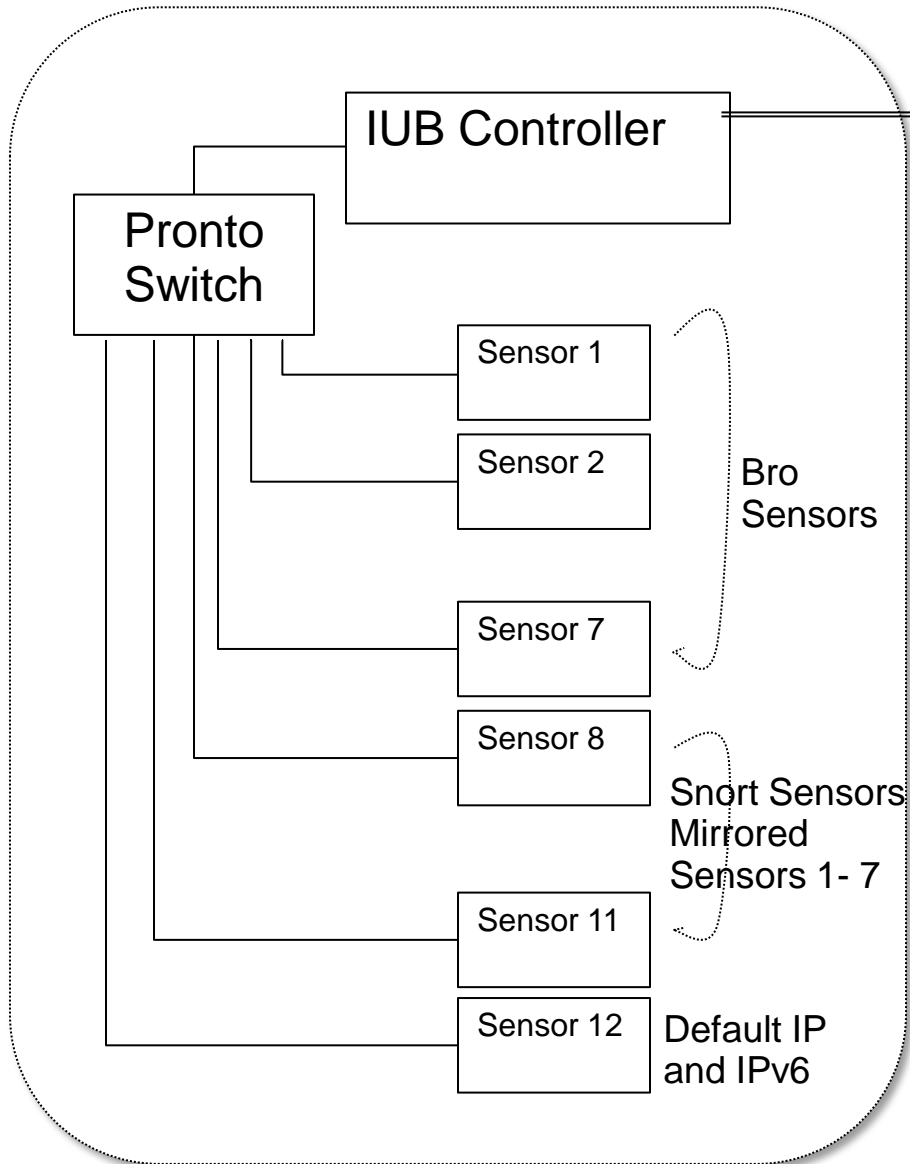 IUB Controller
Pronto
Switch
Sensor 1
Sensor 2
Bro
Sensors
Sensor 7
Sensor 8
Snort Sensors
Mirrored
Sensors 1- 7
Sensor 11
Sensor 12
Default IP
and IPv6